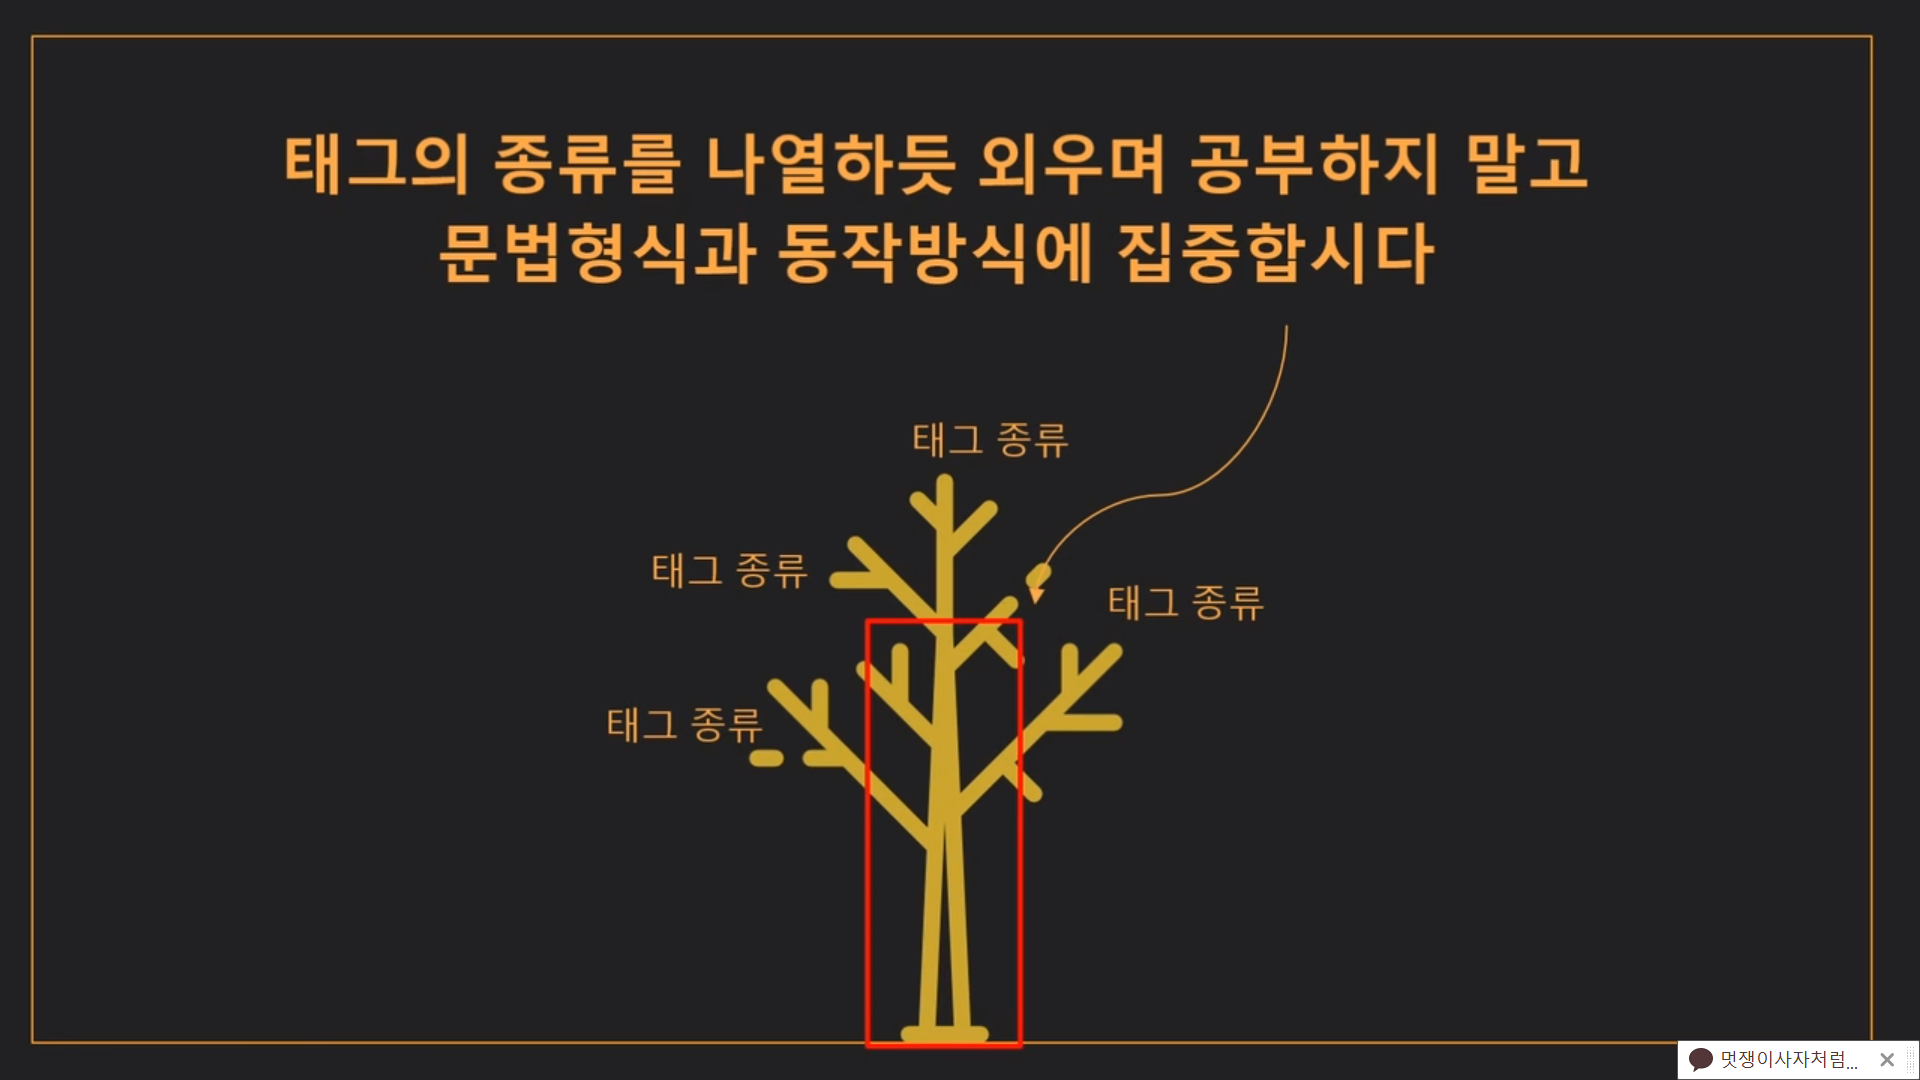 태그의 종류를 나열하듯 외우며 공부하지 말고
문법형식과 동작방식에 집중합시다
태그 종류
태그 종류
태그 종류
태그 종류
멋쟁이사자처럼...